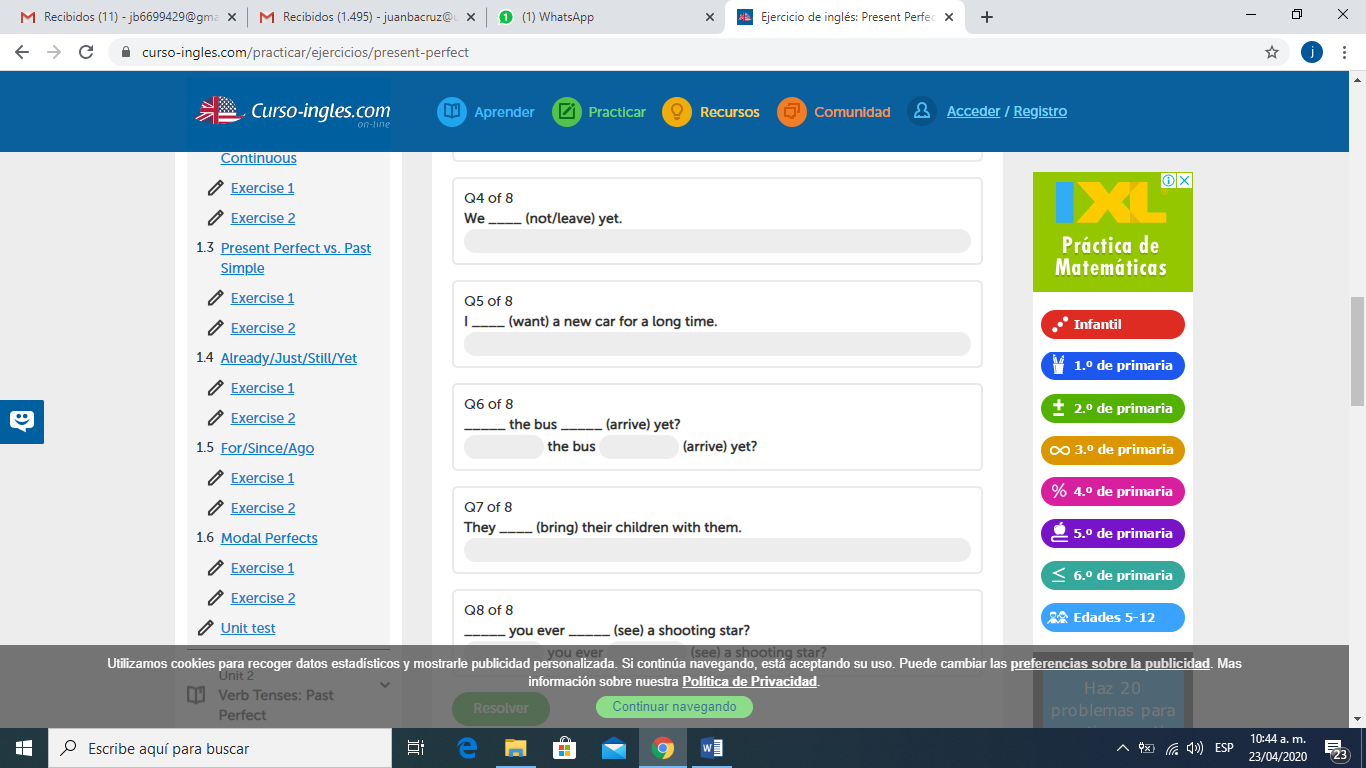 Recibidos (11) - jb6699429@gma
Recibidos (1.495) - juanbacruz@u
(1) WhatsApp
Ejercicio de inglés: Present Perfec
curso-ingles.com/practicar/ejercicios/present-perfect
j
Curso-ingles.com
on-line
Aprender
Practicar
Recursos
Comunidad
Acceder / Registro
Continuous
Exercise 1
Exercise 2
1.3 Present Perfect vs. Past
Simple
Exercise 1
Exercise 2
1.4 Already/Just/Still/Yet
Exercise 1
Exercise 2
1.5 For/Since/Ago
Exercise 1
Exercise 2
1.6 Modal Perfects
Exercise 1
Exercise 2
Unit test
Unit 2
Verb Tenses: Past
Perfect
Q4 of 8
We ____ (not/leave) yet.
Q5 of 8
I ____ (want) a new car for a long time.
Q6 of 8
_____ the bus _____ (arrive) yet?
the bus (arrive) yet?
Q7 of 8
They ____ (bring) their children with them.
Q8 of 8
_____ you ever _____ (see) a shooting star?
you ever (see) a shooting star?
Resolver
IXL
Práctica de
Matemáticas
Infantil
1.º de primaria
2.º de primaria
3.º de primaria
4.º de primaria
5.º de primaria
6.º de primaria
Edades 5-12
Haz 20
problemas para
Utilizamos cookies para recoger datos estadísticos y mostrarle publicidad personalizada. Si continúa navegando, está aceptando su uso. Puede cambiar las preferencias sobre la publicidad. Mas
información sobre nuestra Política de Privacidad.
Continuar navegando
Escribe aquí para buscar
ESP
10:44 a. m.
23/04/2020
23